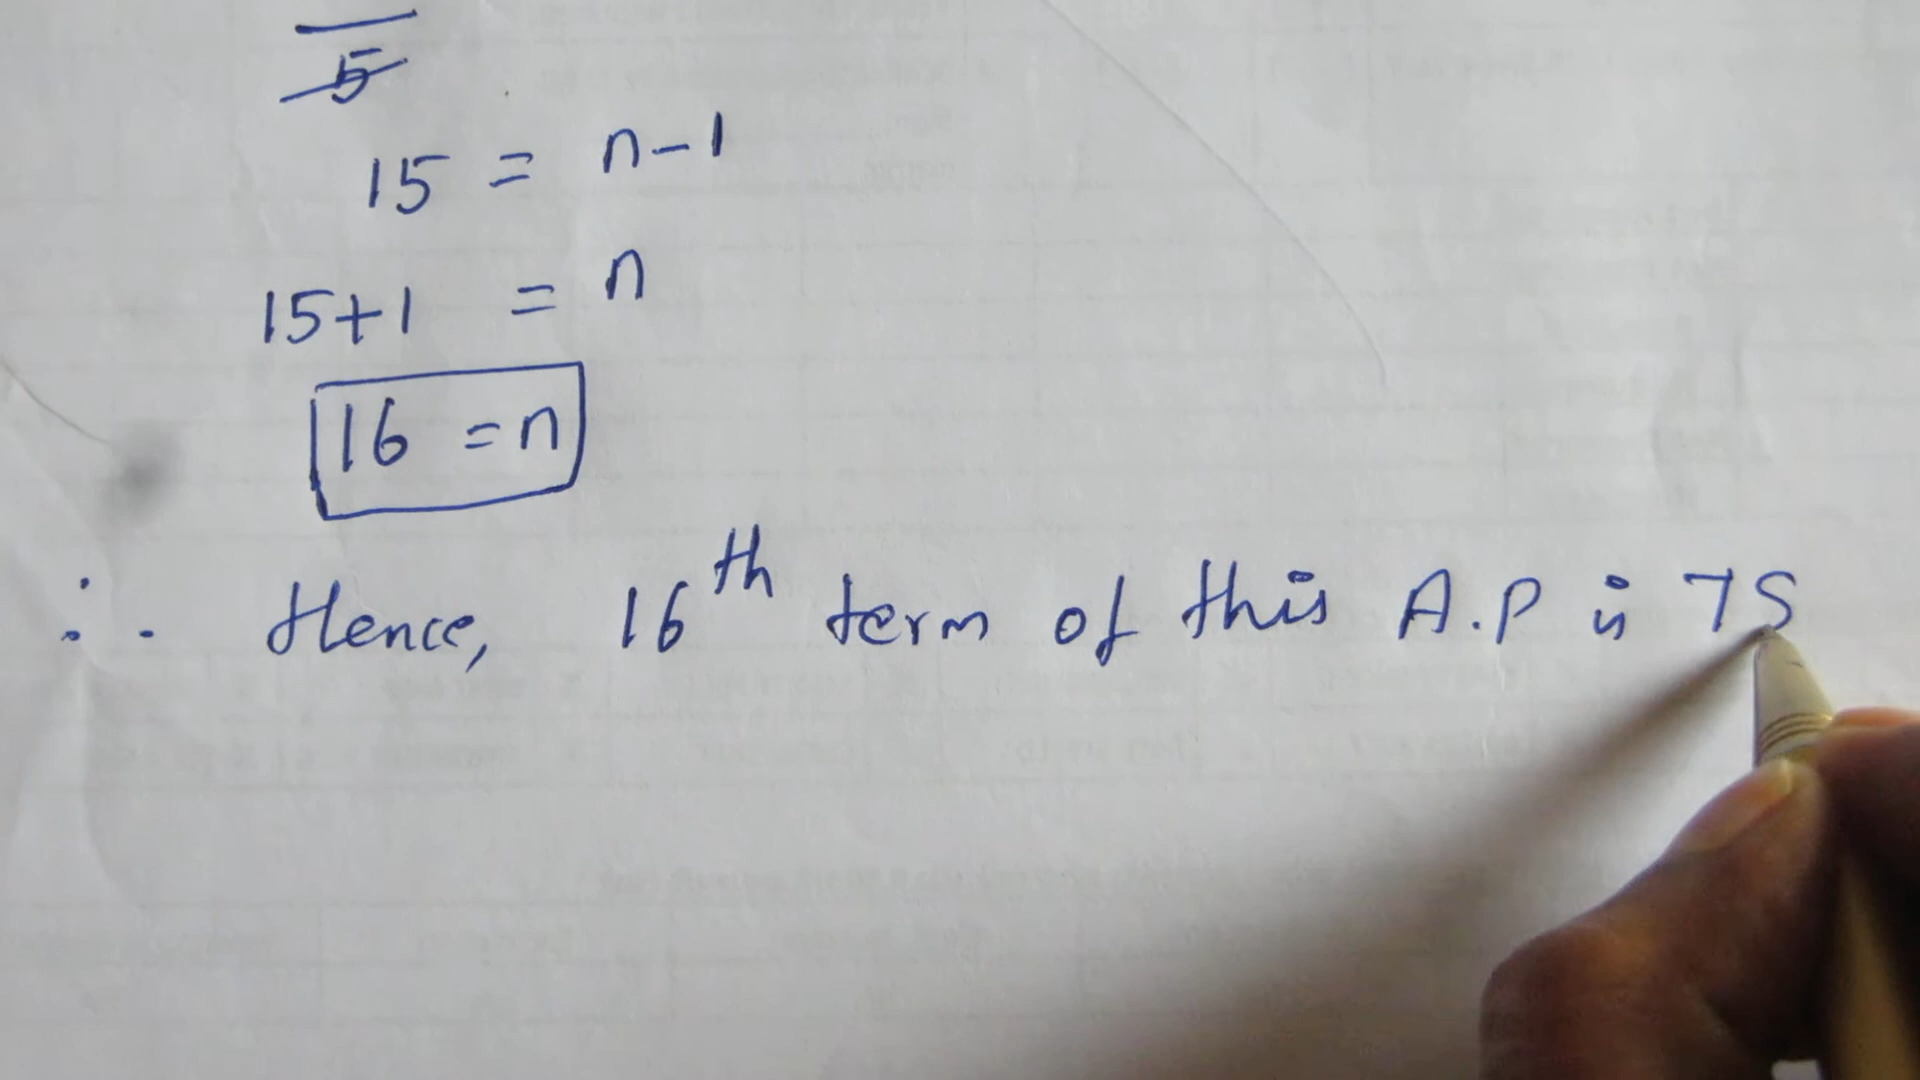 5
15 = n-1
15+1 = n
16 = n
∴ Hence, 16th term of this A.P is 75